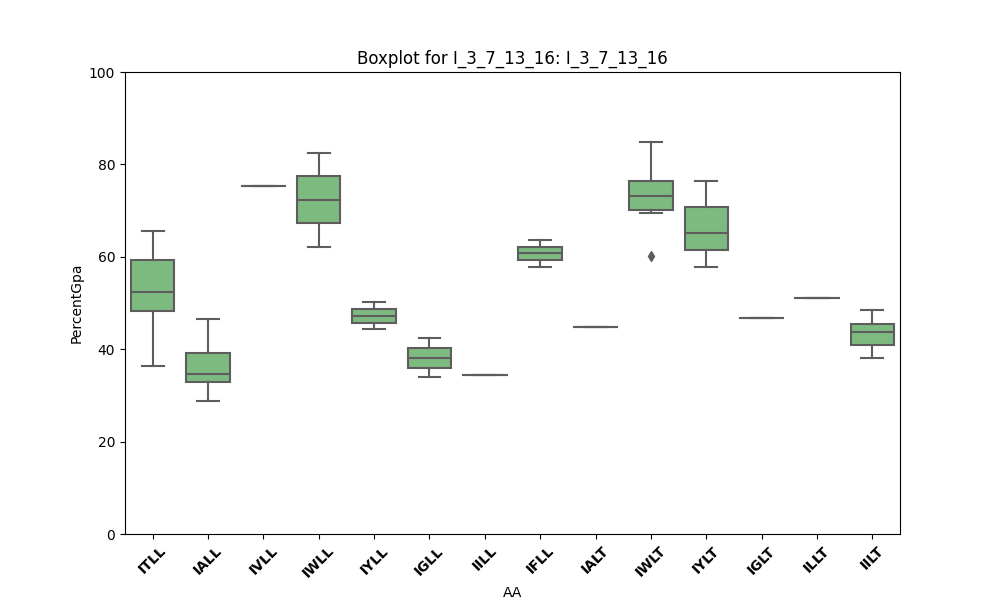 Boxplot for I_3_7_13_16: I_3_7_13_16
PercentGpa
100
80
60
40
20
0
ITLL IALL IVLL IWLL IYLL IGLL IILL IFLL IALT IWLT IYLT IGLT ILLT IILT
AA